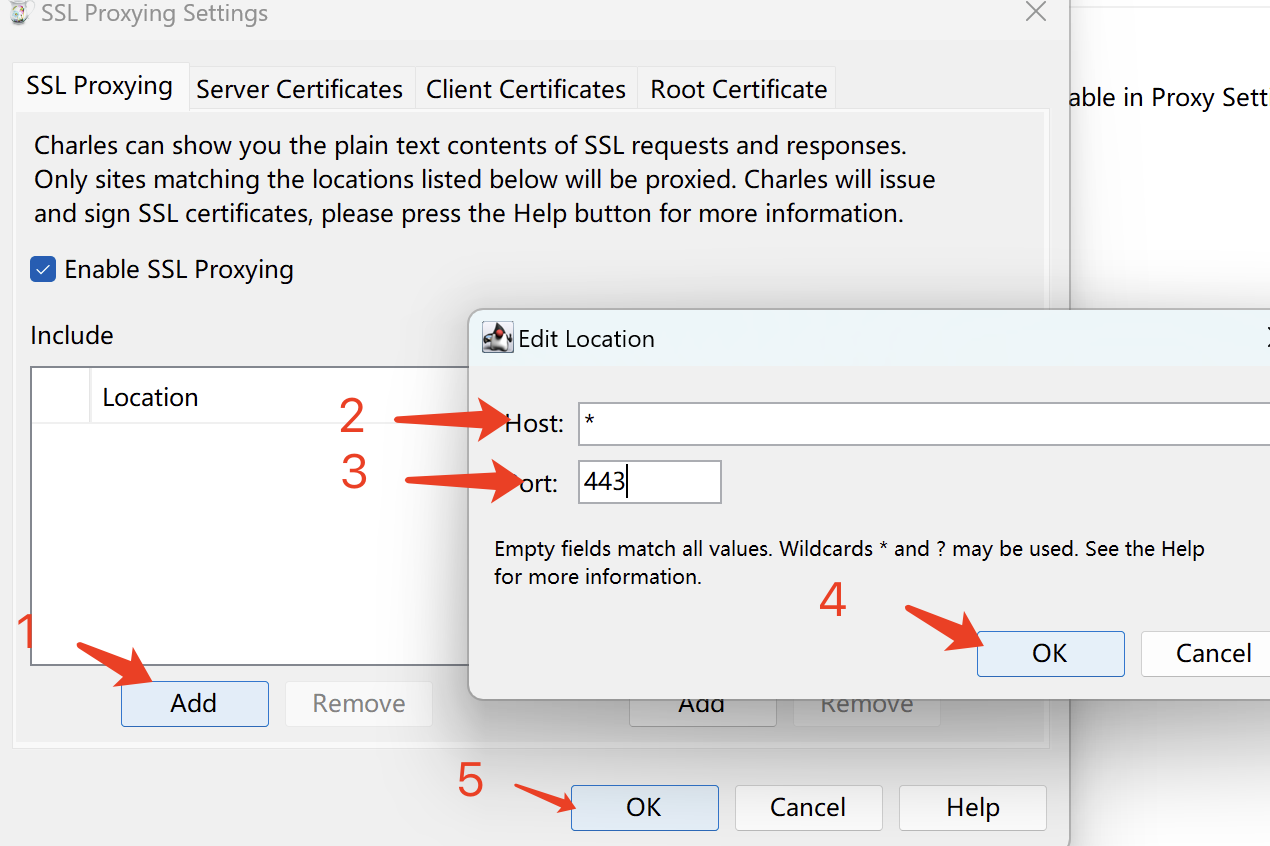 SSL Proxying Settings
able in Proxy Sett
SSL Proxying
Server Certificates
Client Certificates
Root Certificate
Charles can show you the plain text contents of SSL requests and responses.
Only sites matching the locations listed below will be proxied. Charles will issue
and sign SSL certificates, please press the Help button for more information.
Enable SSL Proxying
Include
Location
Edit Location
2
Host:
*
3
ort:
443
Empty fields match all values. Wildcards * and ? may be used. See the Help
for more information.
4
OK
Cancel
1
Add
Remove
Add
Remove
5
OK
Cancel
Help